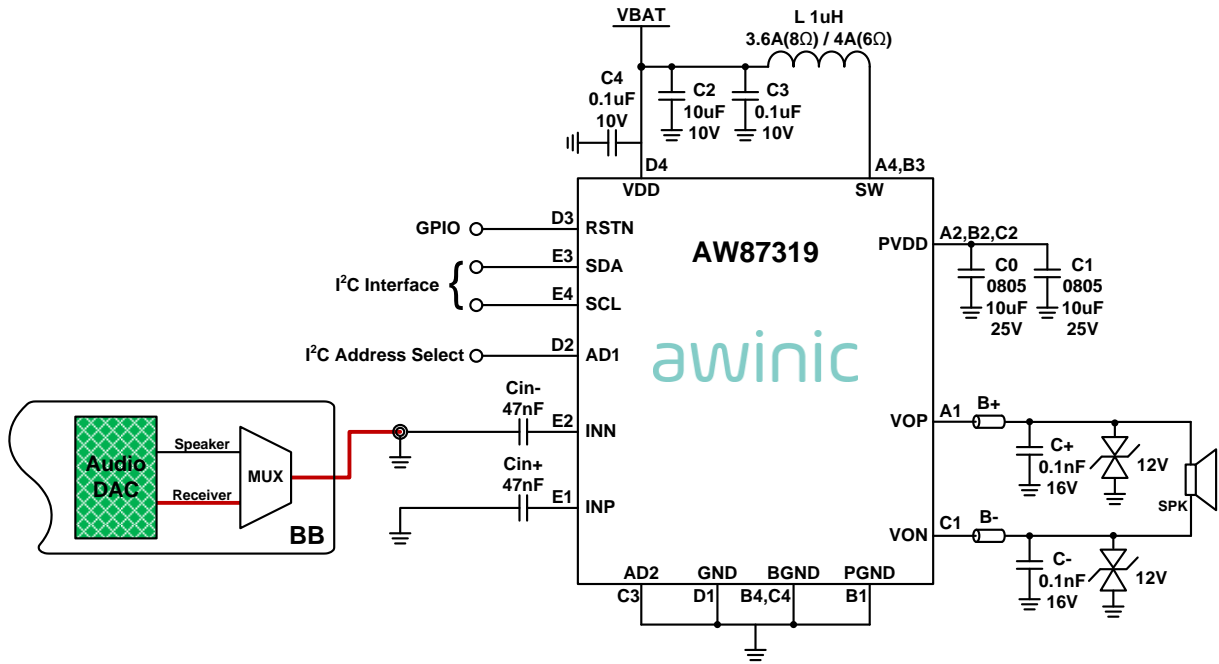 VBAT
L 1uH
3.6A(8Ω) / 4A(6Ω)
C4
0.1uF
10V
C2
10uF
10V
C3
0.1uF
10V
D4
A4,B3
VDD
SW
GPIO
D3
RSTN
PVDD
A2,B2,C2
AW87319
I²C Interface
{
E3
SDA
E4
SCL
C0
0805
10uF
25V
C1
0805
10uF
25V
I²C Address Select
D2
AD1
awinic
Cin-
47nF
E2
INN
VOP
A1
B+
Audio
DAC
Speaker
Receiver
MUX
BB
Cin+
47nF
E1
INP
C+
0.1nF
16V
12V
SPK
VON
C1
B-
C-
0.1nF
16V
12V
AD2
GND
BGND
PGND
C3
D1
B4,C4
B1